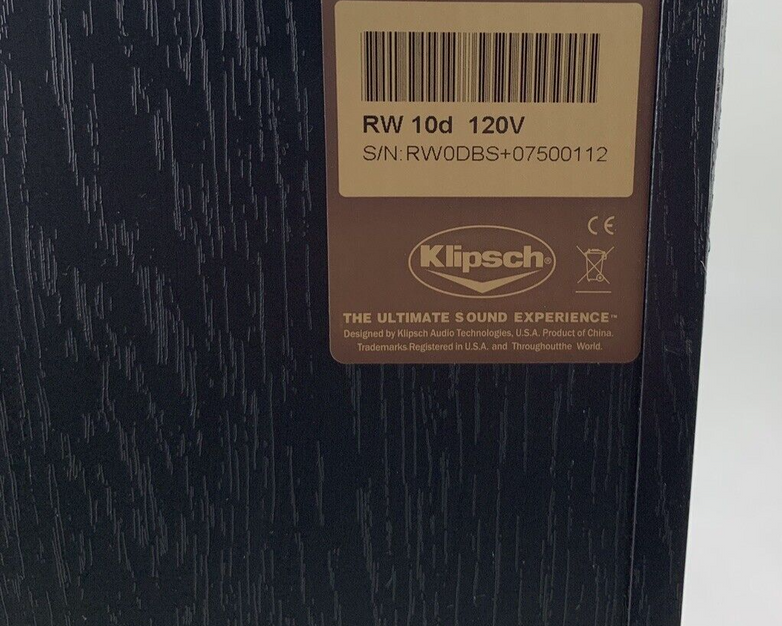 RW 10d 120V
S/N:RW0DBS+07500112
CE
Klipsch®
THE ULTIMATE SOUND EXPERIENCE™
Designed by Klipsch Audio Technologies, U.S.A. Product of China.
Trademarks Registered in U.S.A. and Throughoutthe World.